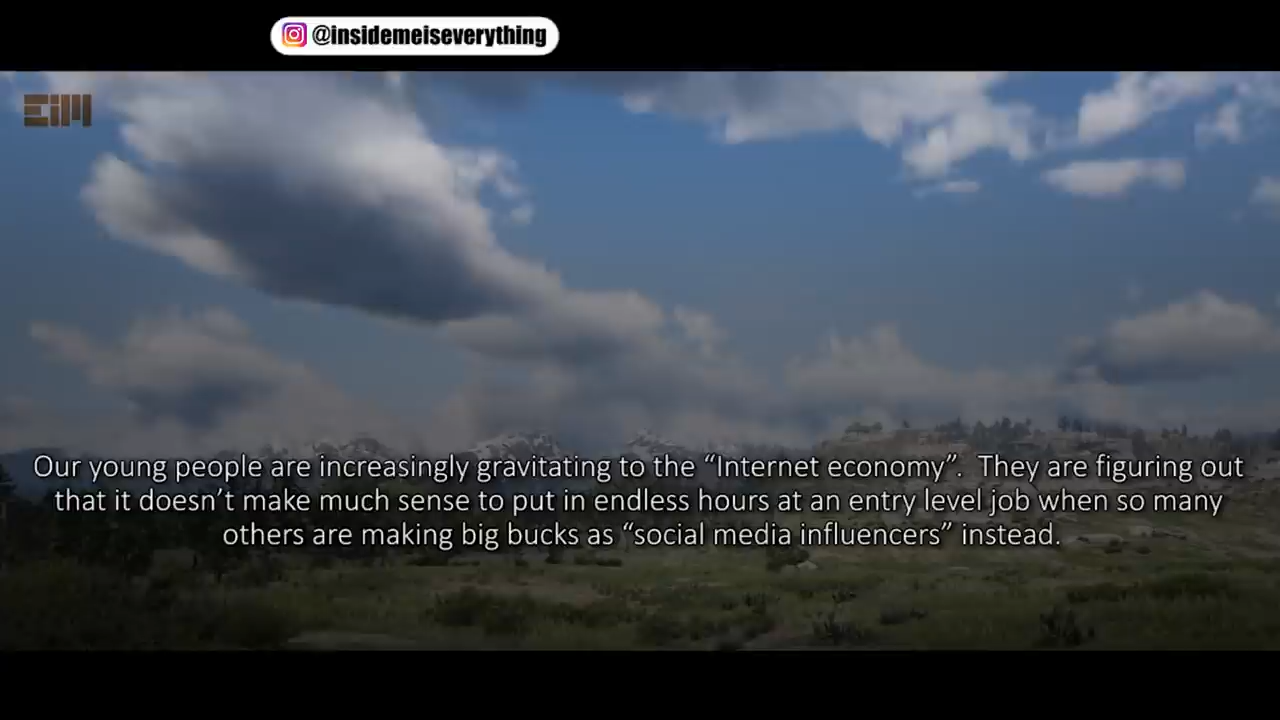 @insidemeiseverything
EiM
Our young people are increasingly gravitating to the “Internet economy”.  They are figuring out
that it doesn’t make much sense to put in endless hours at an entry level job when so many
others are making big bucks as “social media influencers” instead.